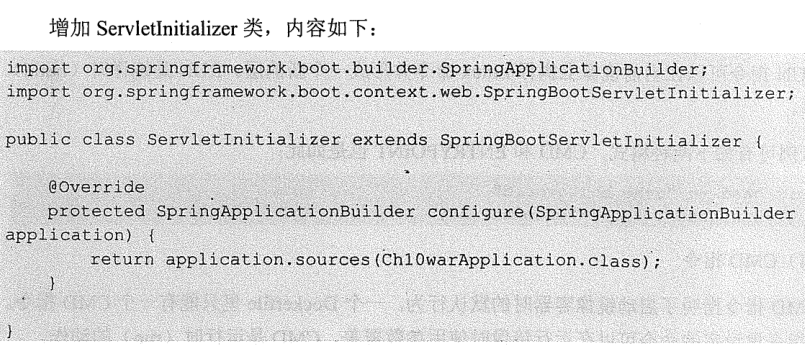 增加 ServletInitializer 类，内容如下：
import org.springframework.boot.builder.SpringApplicationBuilder;
import org.springframework.boot.context.web.SpringBootServletInitializer;
public class ServletInitializer extends SpringBootServletInitializer {
@Override
protected SpringApplicationBuilder configure(SpringApplicationBuilder
application) {
return application.sources(Ch10warApplication.class);
}
}